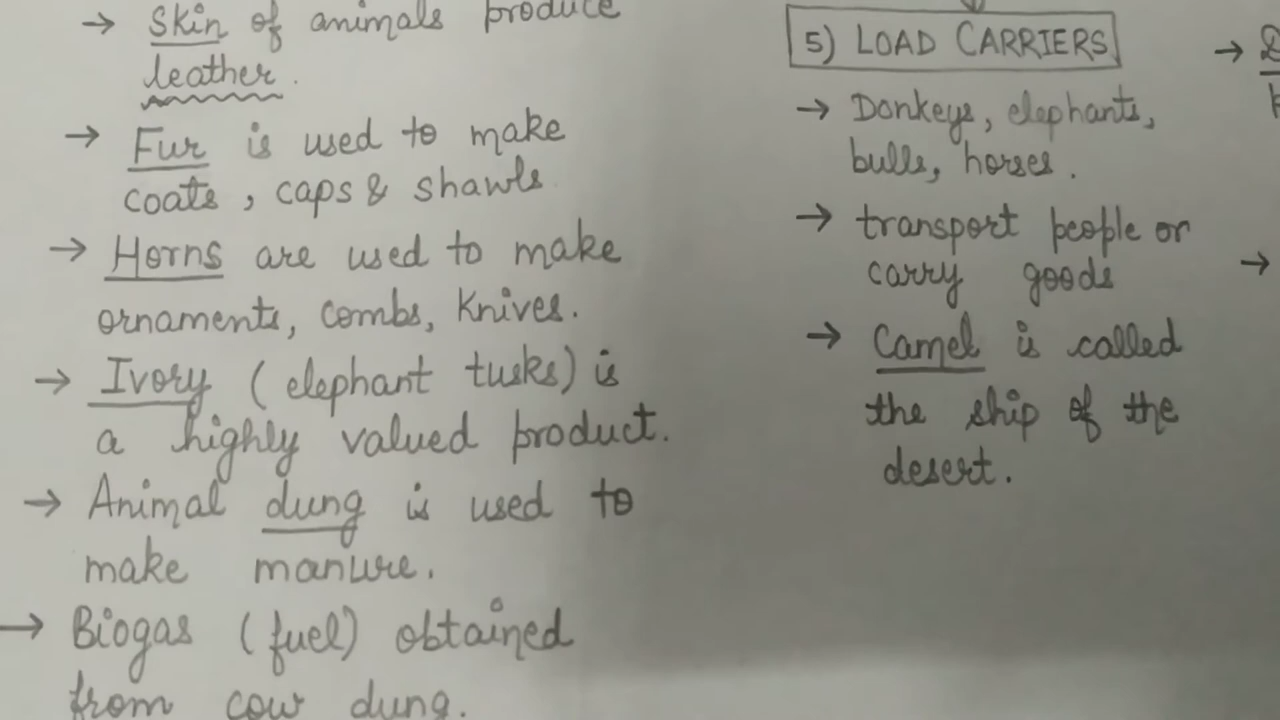 → Skin of animals produce
leather.
→ Fur is used to make
coats, caps & shawls
→ Horns are used to make
ornaments, combs, knives.
→ Ivory (elephant tusks) is
a highly valued product.
→ Animal dung is used to
make manure.
→ Biogas (fuel) obtained
from cow dung.
5) LOAD CARRIERS
→ Donkeys, elephants,
bulls, horses.
→ transport people or
carry goods
→ Camel is called
the ship of the
desert.
→
→